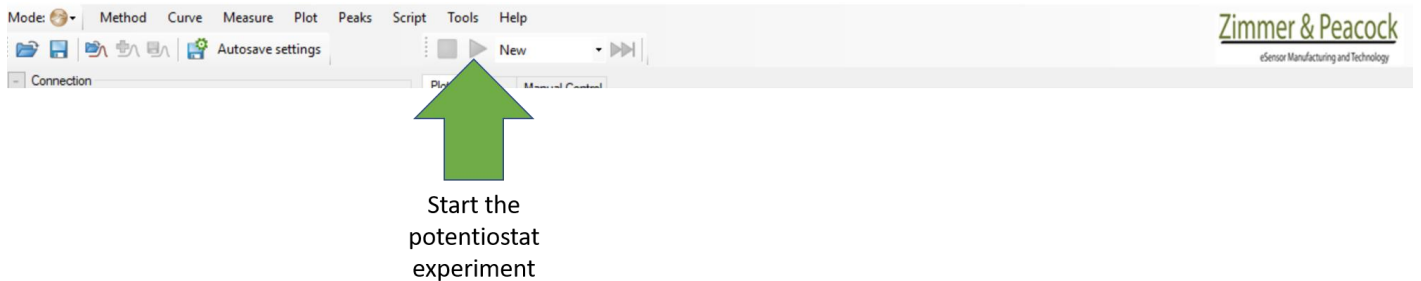 Mode:
Method Curve Measure Plot Peaks Script Tools Help
Zimmer & Peacock
eSensor Manufacturing and Technology
Autosave settings
New
Connection
Manual Control
Start the
potentiostat
experiment